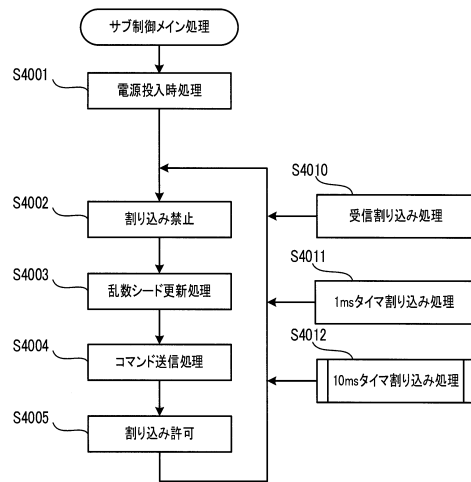 サブ制御メイン処理
S4001
電源投入時処理
S4002
割り込み禁止
S4003
乱数シード更新処理
S4004
コマンド送信処理
S4005
割り込み許可
S4010
受信割り込み処理
S4011
1msタイマ割り込み処理
S4012
10msタイマ割り込み処理